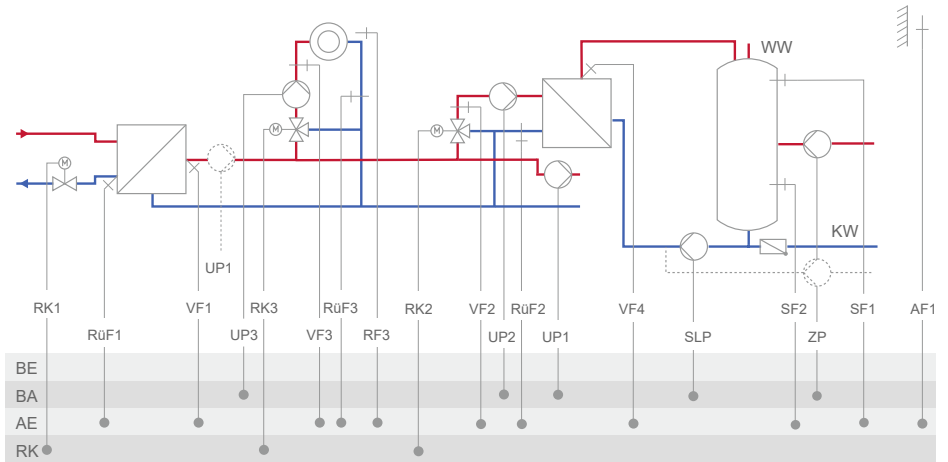 WW
M
M
M
KW
UP1
RK1 VF1 RK3 RüF3 RK2 VF2 RüF2 VF4 SF2 SF1 AF1
RüF1 UP3 VF3 RF3 UP2 UP1 SLP ZP
BE
BA
AE
RK